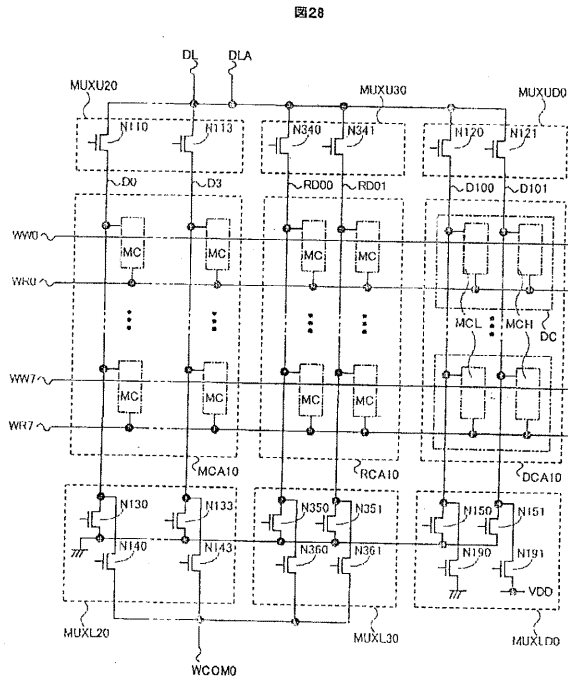 図28
DL DLA
MUXU20 MUXU30 MUXUD0
N110 N113 N340 N341 N120 N121
D0 D3 RD00 RD01 D100 D101
WW0
MC MC MC MC
WR0
MCL MCH
DC
WW7
MC MC MC MC
WR7
MCA10 RCA10 DCA10
N130 N133 N350 N351 N150 N151
N140 N143 N360 N361 N190 N191
VDD
MUXL20 MUXL30 MUXLD0
WCOM0